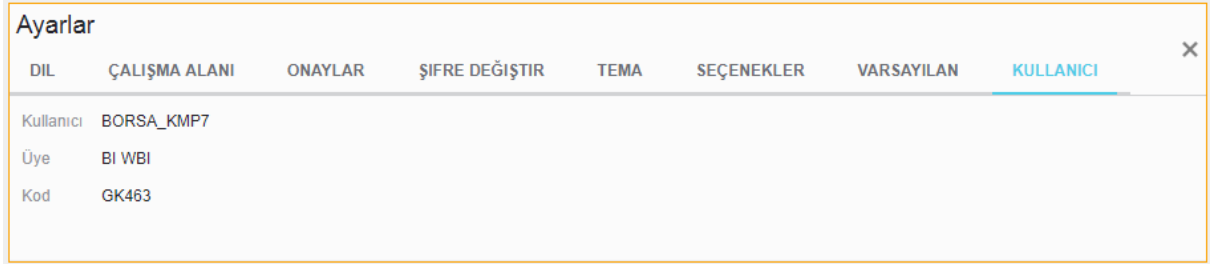 Ayarlar
DIL ÇALIŞMA ALANI ONAYLAR ŞIFRE DEĞIŞTIR TEMA SEÇENEKLER VARSAYILAN KULLANICI
Kullanıcı BORSA_KMP7
Üye BI WBI
Kod GK463